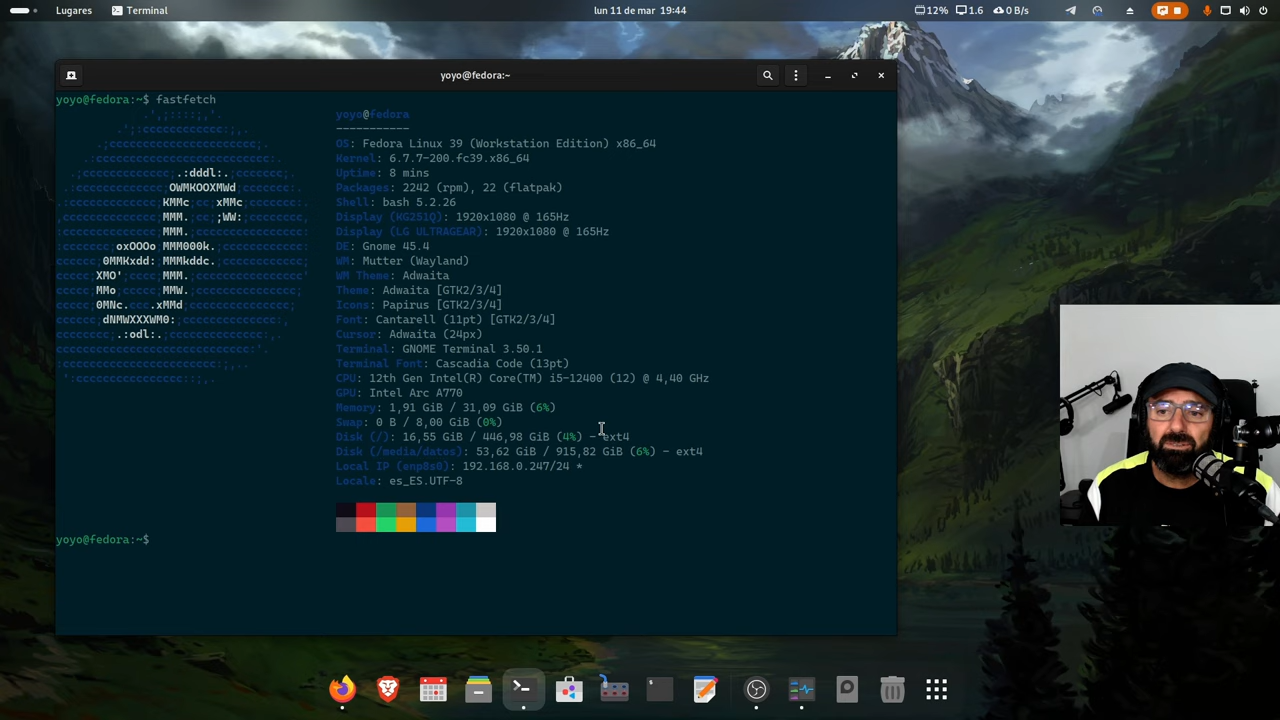 Lugares Terminal lun 11 de mar 19:44 12% 1.6 0 B/s
yoyo@fedora:~
yoyo@fedora:~$ fastfetch
yoyo@fedora
-----------
OS: Fedora Linux 39 (Workstation Edition) x86_64
Kernel: 6.7.7-200.fc39.x86_64
Uptime: 8 mins
Packages: 2242 (rpm), 22 (flatpak)
Shell: bash 5.2.26
Display (KG251Q): 1920x1080 @ 165Hz
Display (LG ULTRAGEAR): 1920x1080 @ 165Hz
DE: Gnome 45.4
WM: Mutter (Wayland)
WM Theme: Adwaita
Theme: Adwaita [GTK2/3/4]
Icons: Papirus [GTK2/3/4]
Font: Cantarell (11pt) [GTK2/3/4]
Cursor: Adwaita (24px)
Terminal: GNOME Terminal 3.50.1
Terminal Font: Cascadia Code (13pt)
CPU: 12th Gen Intel(R) Core(TM) i5-12400 (12) @ 4,40 GHz
GPU: Intel Arc A770
Memory: 1,91 GiB / 31,09 GiB (6%)
Swap: 0 B / 8,00 GiB (0%)
Disk (/): 16,55 GiB / 446,98 GiB (4%) - ext4
Disk (/media/datos): 53,62 GiB / 915,82 GiB (6%) - ext4
Local IP (enp8s0): 192.168.0.247/24 *
Locale: es_ES.UTF-8
yoyo@fedora:~$